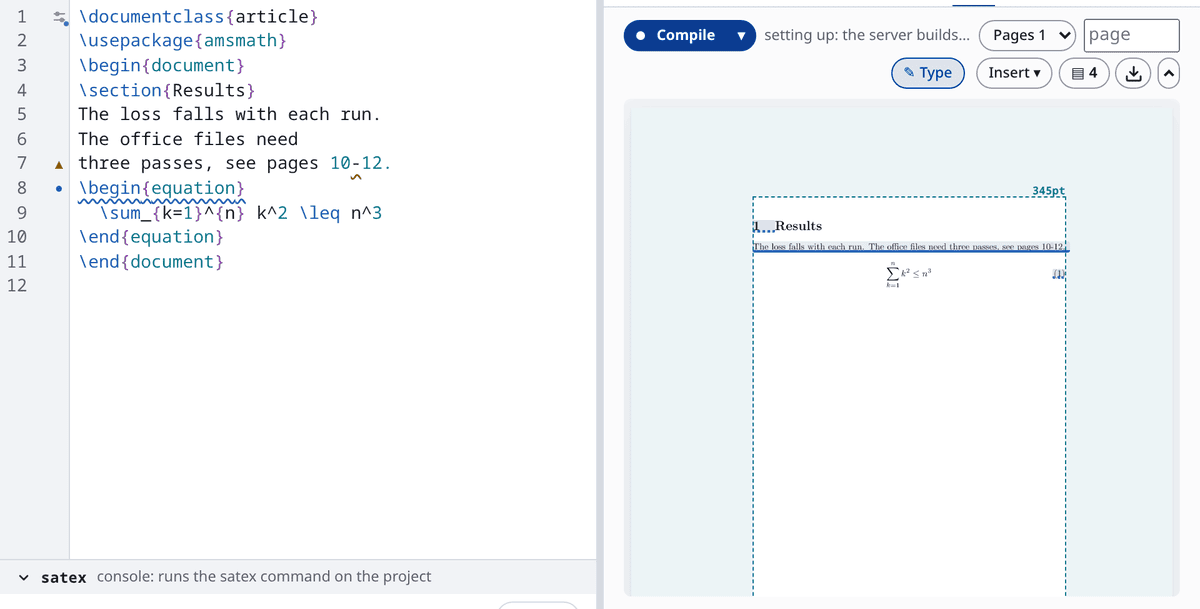 1 \documentclass{article}
2 \usepackage{amsmath}
3 \begin{document}
4 \section{Results}
5 The loss falls with each run.
6 The office files need
7 three passes, see pages 10-12.
8 \begin{equation}
9 \sum_{k=1}^{n} k^2 \leq n^3
10 \end{equation}
11 \end{document}
12
satex console: runs the satex command on the project
Compile ▾ setting up: the server builds... Pages 1 page
Type Insert ▾ 4
345pt
1 Results
The loss falls with each run. The office files need three passes, see pages 10-12.
n
∑ k² ≤ n³ (1)
k=1